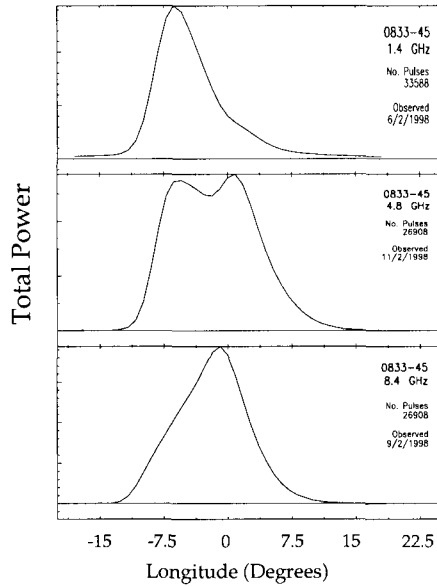 0833-45
1.4 GHz
No. Pulses
33588
Observed
6/2/1998
0833-45
4.8 GHz
No. Pulses
26908
Observed
11/2/1998
0833-45
8.4 GHz
No. Pulses
26908
Observed
9/2/1998
Total Power
-15 -7.5 0 7.5 15 22.5
Longitude (Degrees)